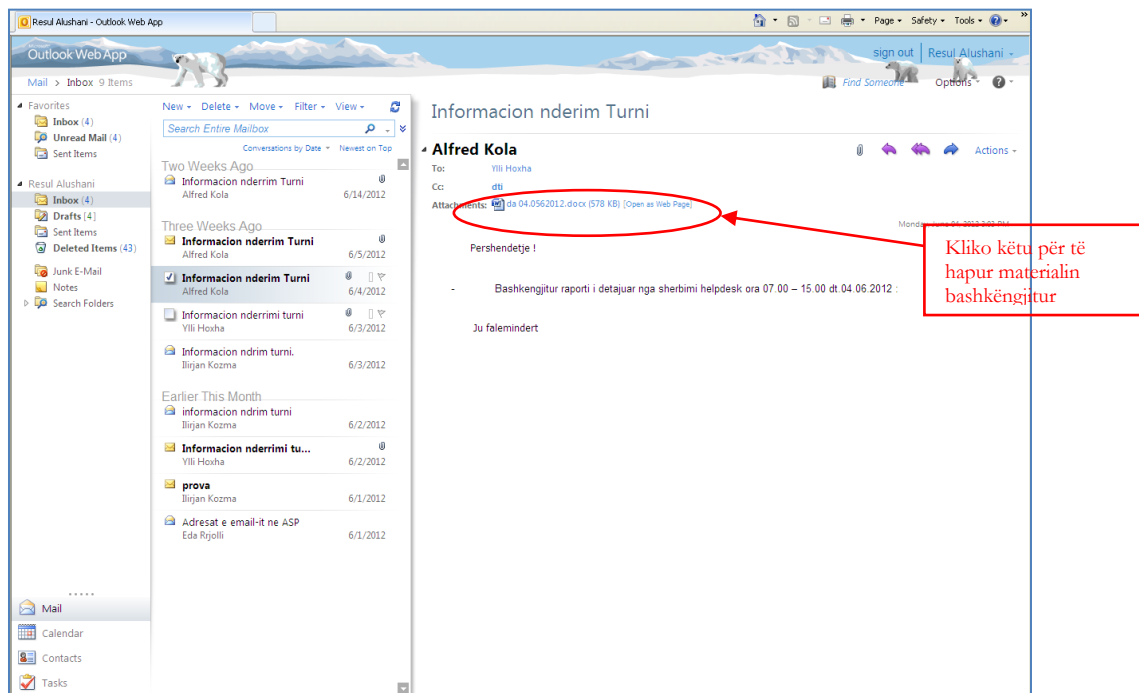 Resul Alushani - Outlook Web App
Page Safety Tools »
Outlook Web App
sign out | Resul Alushani
Mail > Inbox 9 Items
Find Someone Options
Favorites
Inbox (4)
Unread Mail (4)
Sent Items
Resul Alushani
Inbox (4)
Drafts [4]
Sent Items
Deleted Items (43)
Junk E-Mail
Notes
Search Folders
Mail
Calendar
Contacts
Tasks
New Delete Move Filter View
Search Entire Mailbox
Conversations by Date Newest on Top
Two Weeks Ago
Informacion nderrim Turni
Alfred Kola 6/14/2012
Three Weeks Ago
Informacion nderrim Turni
Alfred Kola 6/5/2012
Informacion nderim Turni
Alfred Kola 6/4/2012
Informacion nderrimi turni
Ylli Hoxha 6/3/2012
Informacion ndrim turni.
Ilirjan Kozma 6/3/2012
Earlier This Month
informacion ndrim turni
Ilirjan Kozma 6/2/2012
Informacion nderrimi tu...
Ylli Hoxha 6/2/2012
prova
Ilirjan Kozma 6/1/2012
Adresat e email-it ne ASP
Eda Rrjolli 6/1/2012
Informacion nderim Turni
Alfred Kola
Actions
To: Ylli Hoxha
Cc: dti
Attachments: da 04.0562012.docx (578 KB) [Open as Web Page]
Monday, June 04, 2012 3:03 PM
Pershendetje !
- Bashkengjitur raporti i detajuar nga sherbimi helpdesk ora 07.00 – 15.00 dt.04.06.2012 :
Ju falemindert
Kliko këtu për të
hapur materialin
bashkëngjitur